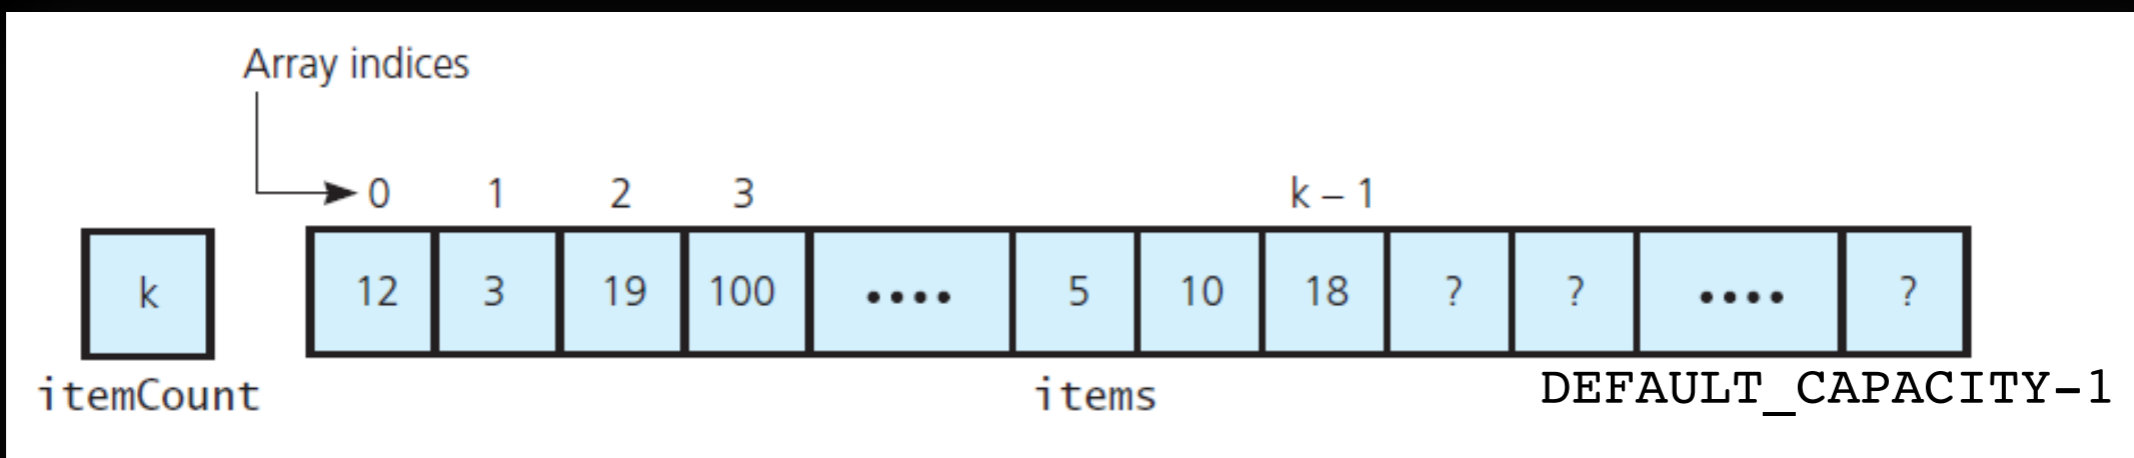 Array indices
0 1 2 3 k – 1
k 12 3 19 100 .... 5 10 18 ? ? .... ?
itemCount items DEFAULT_CAPACITY-1